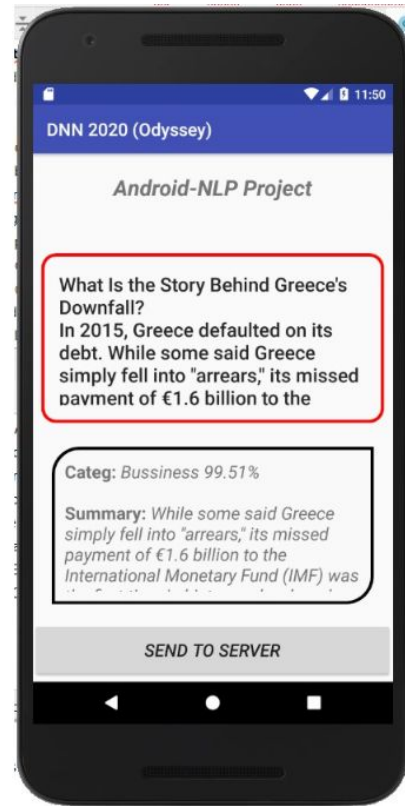 11:50
DNN 2020 (Odyssey)
Android-NLP Project
What Is the Story Behind Greece's
Downfall?
In 2015, Greece defaulted on its
debt. While some said Greece
simply fell into "arrears," its missed
payment of €1.6 billion to the
Categ: Bussiness 99.51%
Summary: While some said Greece
simply fell into "arrears," its missed
payment of €1.6 billion to the
International Monetary Fund (IMF) was
SEND TO SERVER